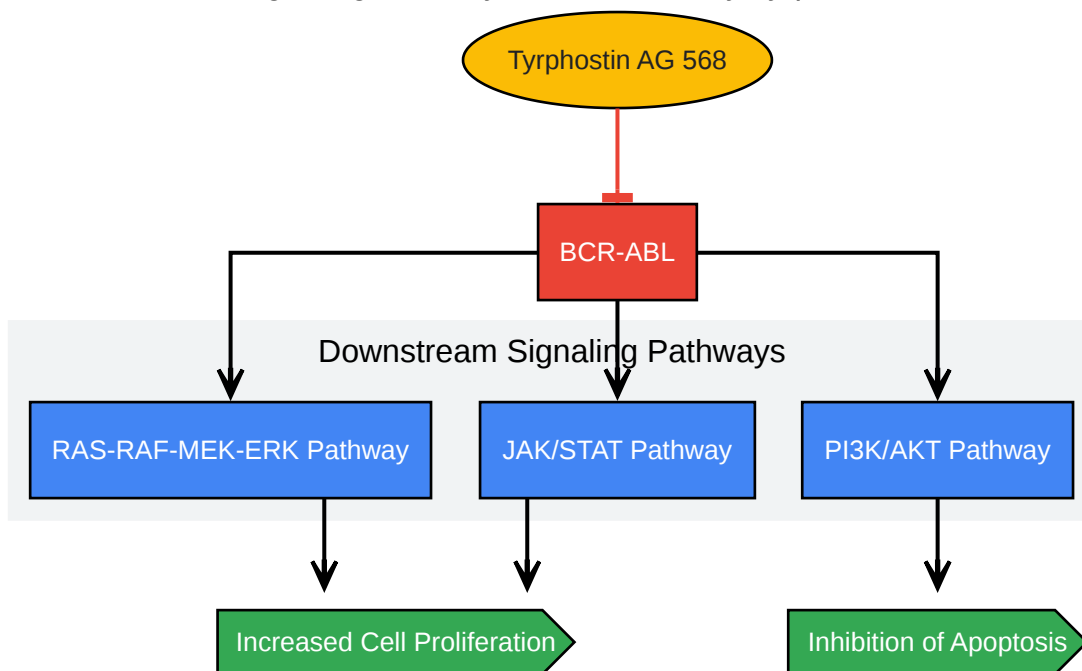 Tyrphostin AG 568
BCR-ABL
Downstream Signaling Pathways
RAS-RAF-MEK-ERK Pathway
JAK/STAT Pathway
PI3K/AKT Pathway
Increased Cell Proliferation
Inhibition of Apoptosis